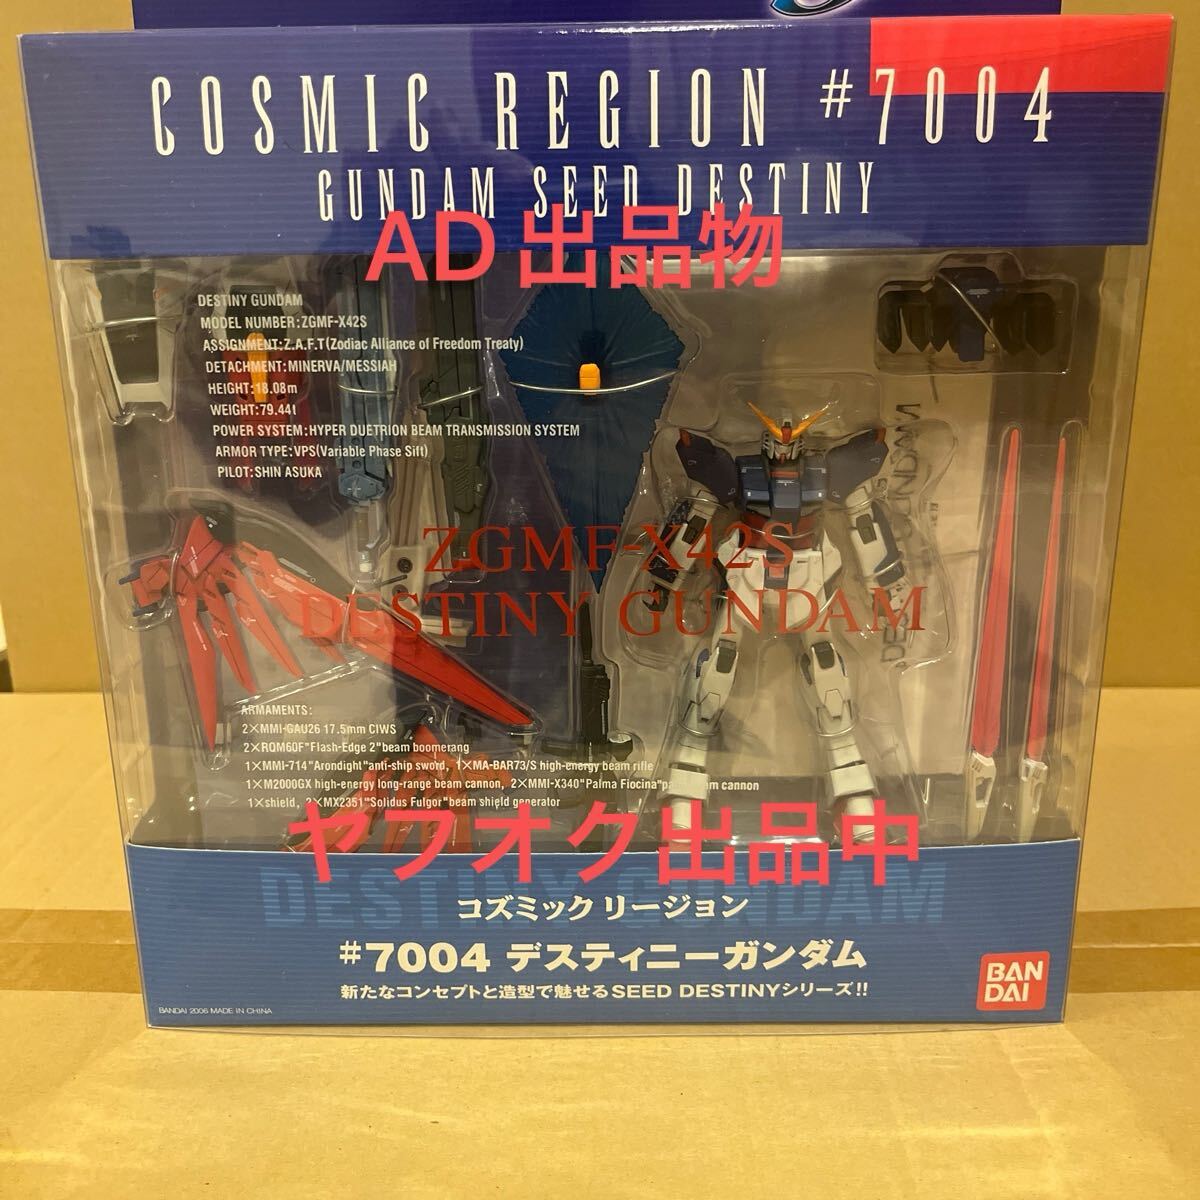 COSMIC REGION #7004
GUNDAM SEED DESTINY
AD出品物
DESTINY GUNDAM
MODEL NUMBER:ZGMF-X42S
ASSIGNMENT:Z.A.F.T(Zodiac Alliance of Freedom Treaty)
DETACHMENT:MINERVA/MESSIAH
HEIGHT:18.08m
WEIGHT:79.44t
POWER SYSTEM:HYPER DUETRION BEAM TRANSMISSION SYSTEM
ARMOR TYPE:VPS(Variable Phase Sift)
PILOT:SHIN ASUKA
ZGMF-X42S
DESTINY GUNDAM
ARMAMENTS:
2×MMI-GAU26 17.5mm CIWS
2×RQM60F"Flash-Edge 2"beam boomerang
1×MMI-714"Arondight"anti-ship sword, 1×MA-BAR73/S high-energy beam rifle
1×M2000GX high-energy long-range beam cannon, 2×MMI-X340"Palma Fiocina"palm beam cannon
1×shield, 2×MX2351"Solidus Fulgor"beam shield generator
ヤフオク出品中
DESTINY GUNDAM
コズミック リージョン
#7004 デスティニーガンダム
新たなコンセプトと造型で魅せるSEED DESTINYシリーズ!!
BANDAI 2006 MADE IN CHINA
BAN
DAI